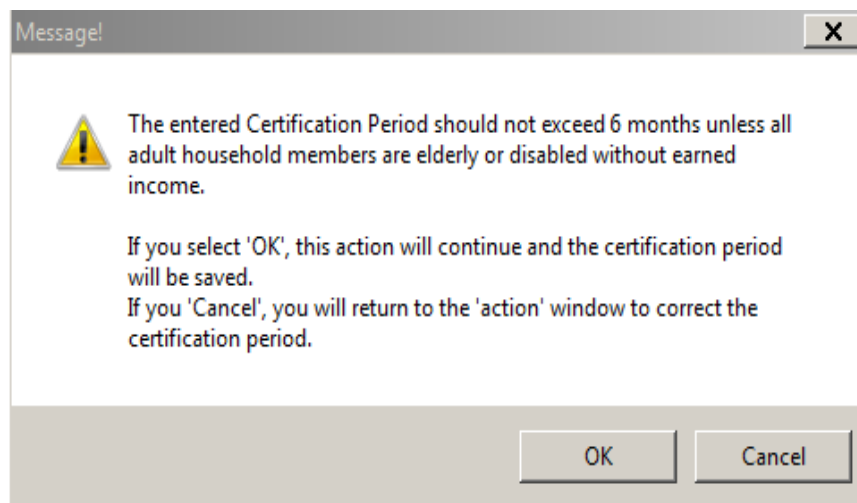 Message!
The entered Certification Period should not exceed 6 months unless all
adult household members are elderly or disabled without earned
income.
If you select 'OK', this action will continue and the certification period
will be saved.
If you 'Cancel', you will return to the 'action' window to correct the
certification period.
OK
Cancel